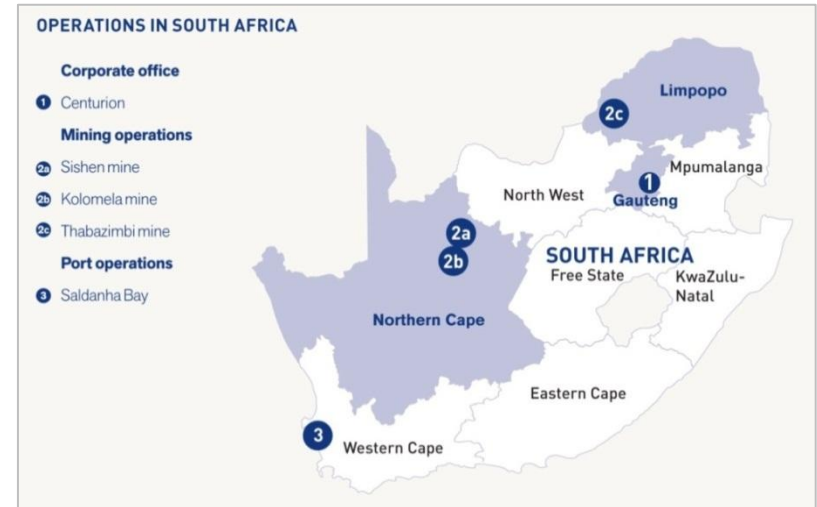 OPERATIONS IN SOUTH AFRICA
Corporate office
1 Centurion
Mining operations
2a Sishen mine
2b Kolomela mine
2c Thabazimbi mine
Port operations
3 Saldanha Bay
Limpopo
2c
Mpumalanga
1
North West
Gauteng
2a
2b
SOUTH AFRICA
Free State
KwaZulu-
Natal
Northern Cape
Eastern Cape
3
Western Cape